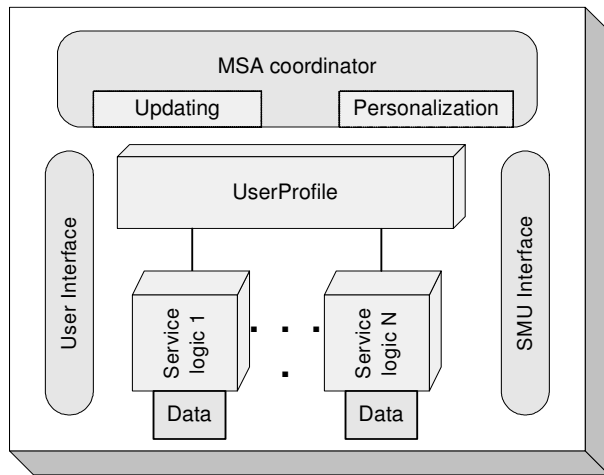 MSA coordinator
Updating
Personalization
UserProfile
User Interface
SMU Interface
Service
logic 1
. . .
.
Service
logic N
Data
Data